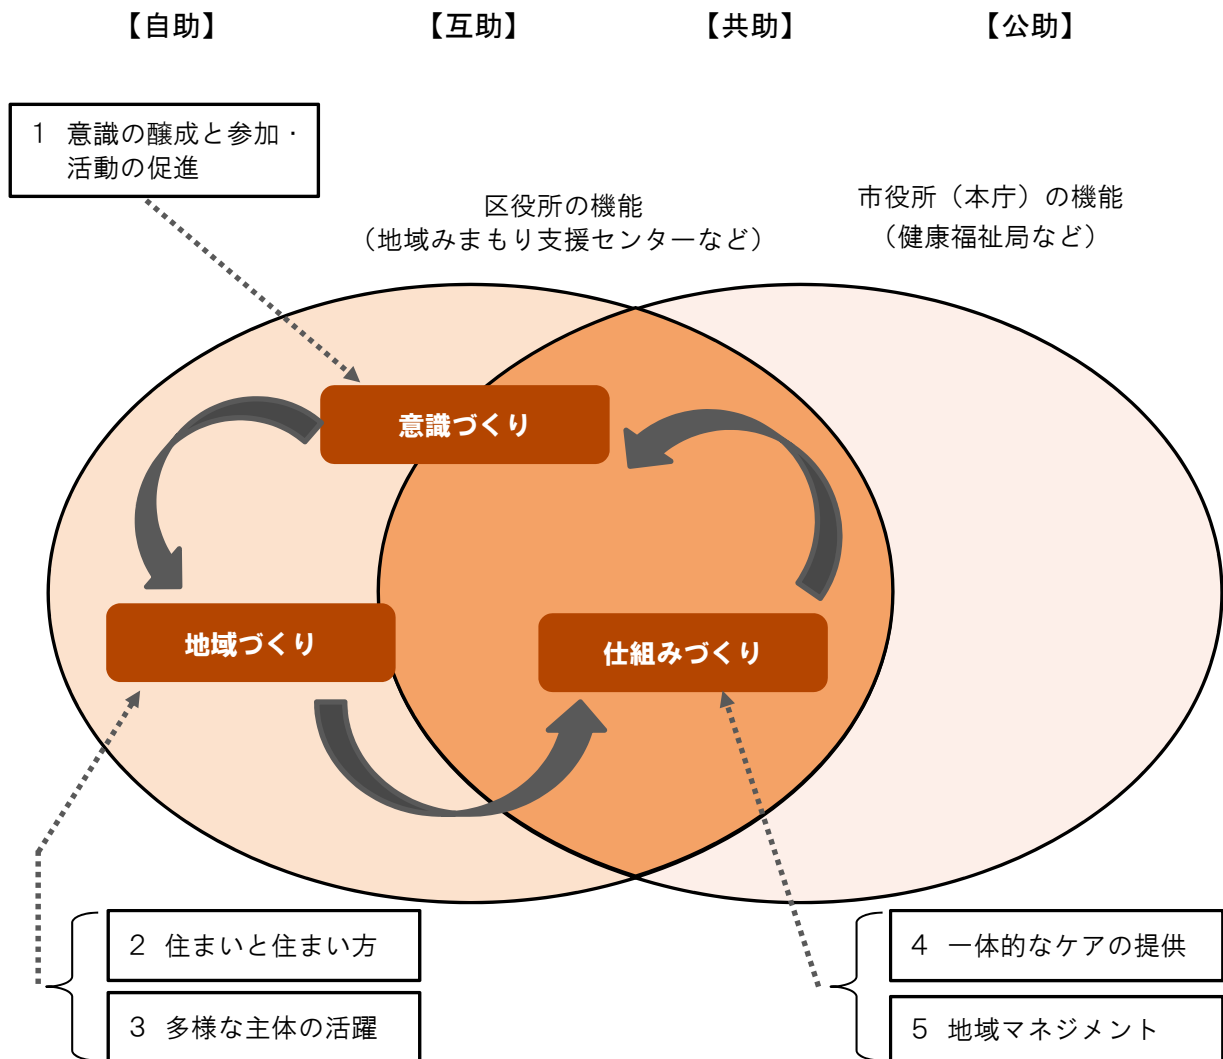 【自助】 【互助】 【共助】 【公助】
1 意識の醸成と参加・
活動の促進
区役所の機能
（地域みまもり支援センターなど）
市役所（本庁）の機能
（健康福祉局など）
意識づくり
地域づくり
仕組みづくり
2 住まいと住まい方
3 多様な主体の活躍
4 一体的なケアの提供
5 地域マネジメント